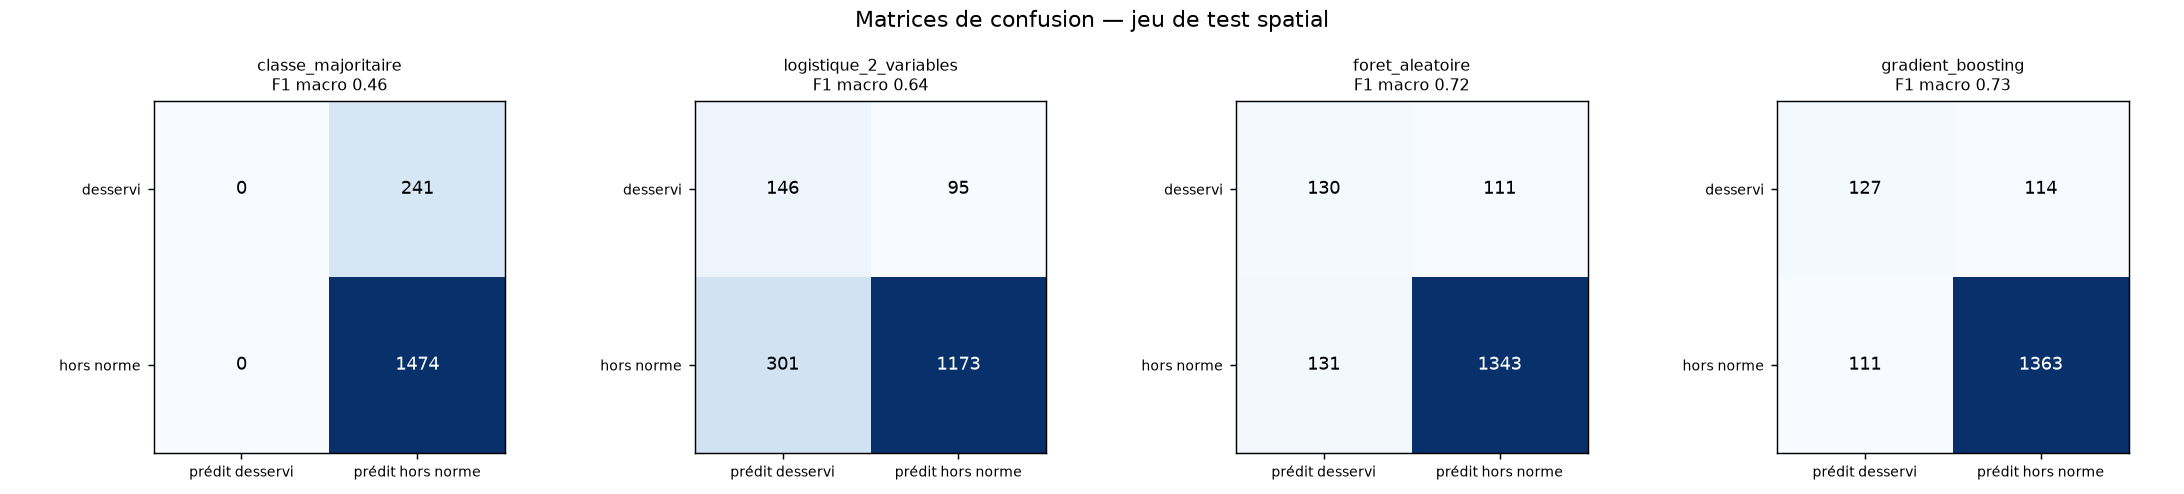 Matrices de confusion — jeu de test spatial
classe_majoritaire
F1 macro 0.46
desservi
0
241
hors norme
0
1474
prédit desservi
prédit hors norme
logistique_2_variables
F1 macro 0.64
desservi
146
95
hors norme
301
1173
prédit desservi
prédit hors norme
foret_aleatoire
F1 macro 0.72
desservi
130
111
hors norme
131
1343
prédit desservi
prédit hors norme
gradient_boosting
F1 macro 0.73
desservi
127
114
hors norme
111
1363
prédit desservi
prédit hors norme